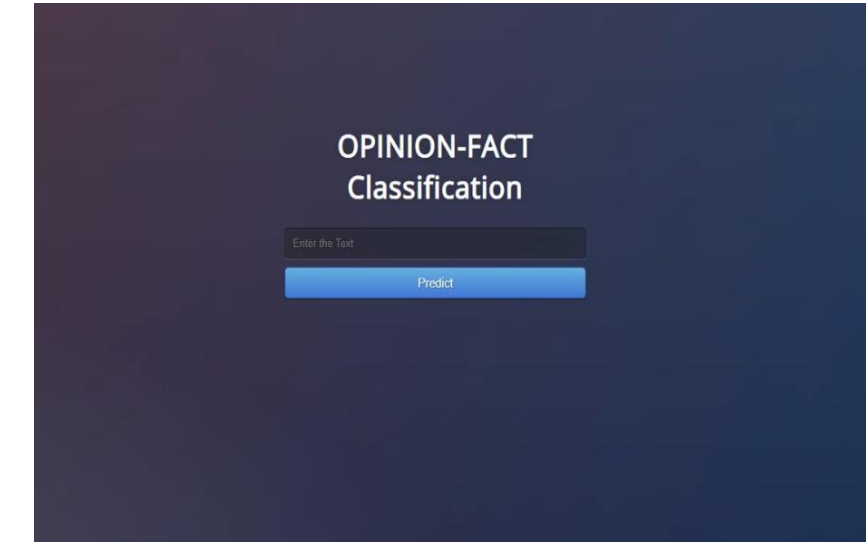 OPINION-FACT
Classification
Enter the Text
Predict